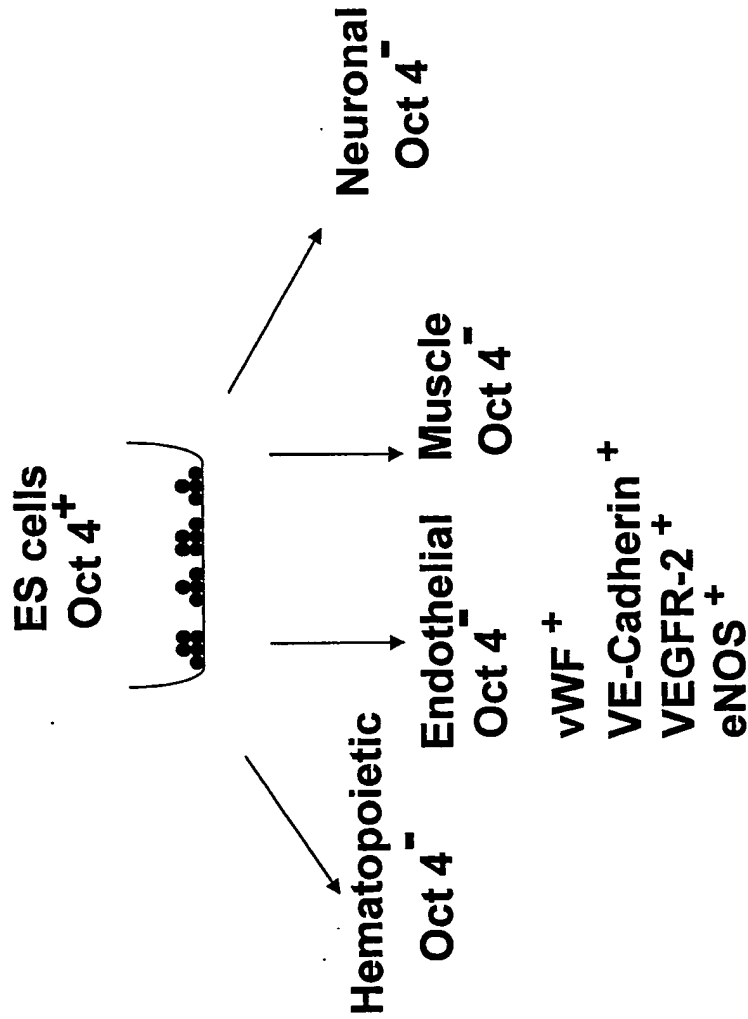 ES cells
Oct 4+
Hematopoietic
Oct 4-
Endothelial
Oct 4-
vWF+
VE-Cadherin+
VEGFR-2+
eNOS+
Muscle
Oct 4-
Neuronal
Oct 4-